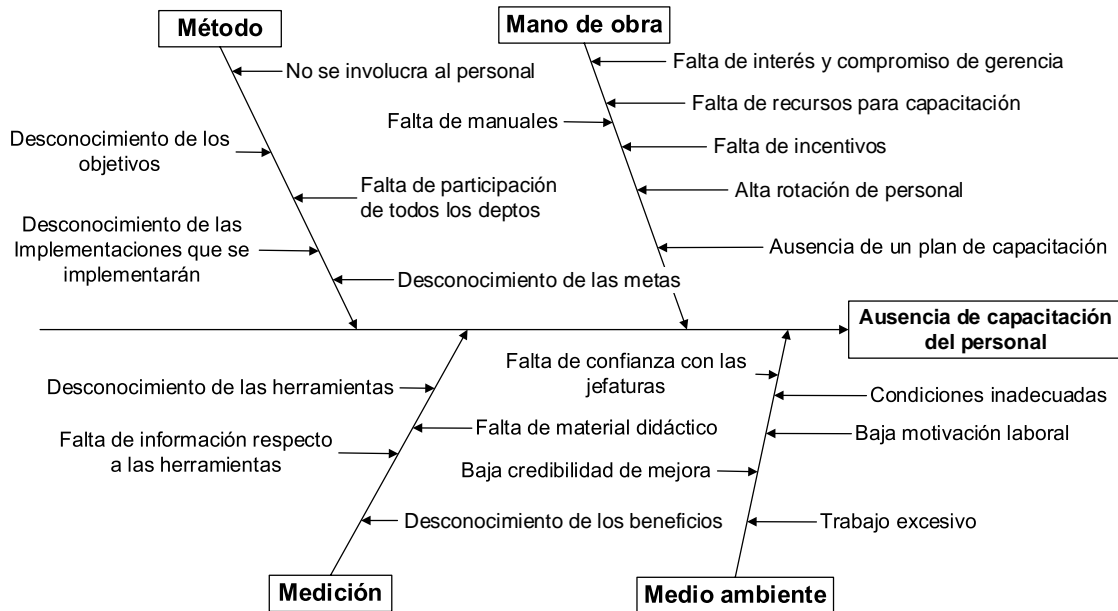 Método
Mano de obra
No se involucra al personal
Desconocimiento de los
objetivos
Falta de participación
de todos los deptos
Desconocimiento de las
Implementaciones que se
implementarán
Desconocimiento de las metas
Falta de interés y compromiso de gerencia
Falta de recursos para capacitación
Falta de manuales
Falta de incentivos
Alta rotación de personal
Ausencia de un plan de capacitación
Ausencia de capacitación
del personal
Desconocimiento de las herramientas
Falta de material didáctico
Falta de información respecto
a las herramientas
Desconocimiento de los beneficios
Medición
Falta de confianza con las
jefaturas
Condiciones inadecuadas
Baja motivación laboral
Baja credibilidad de mejora
Trabajo excesivo
Medio ambiente